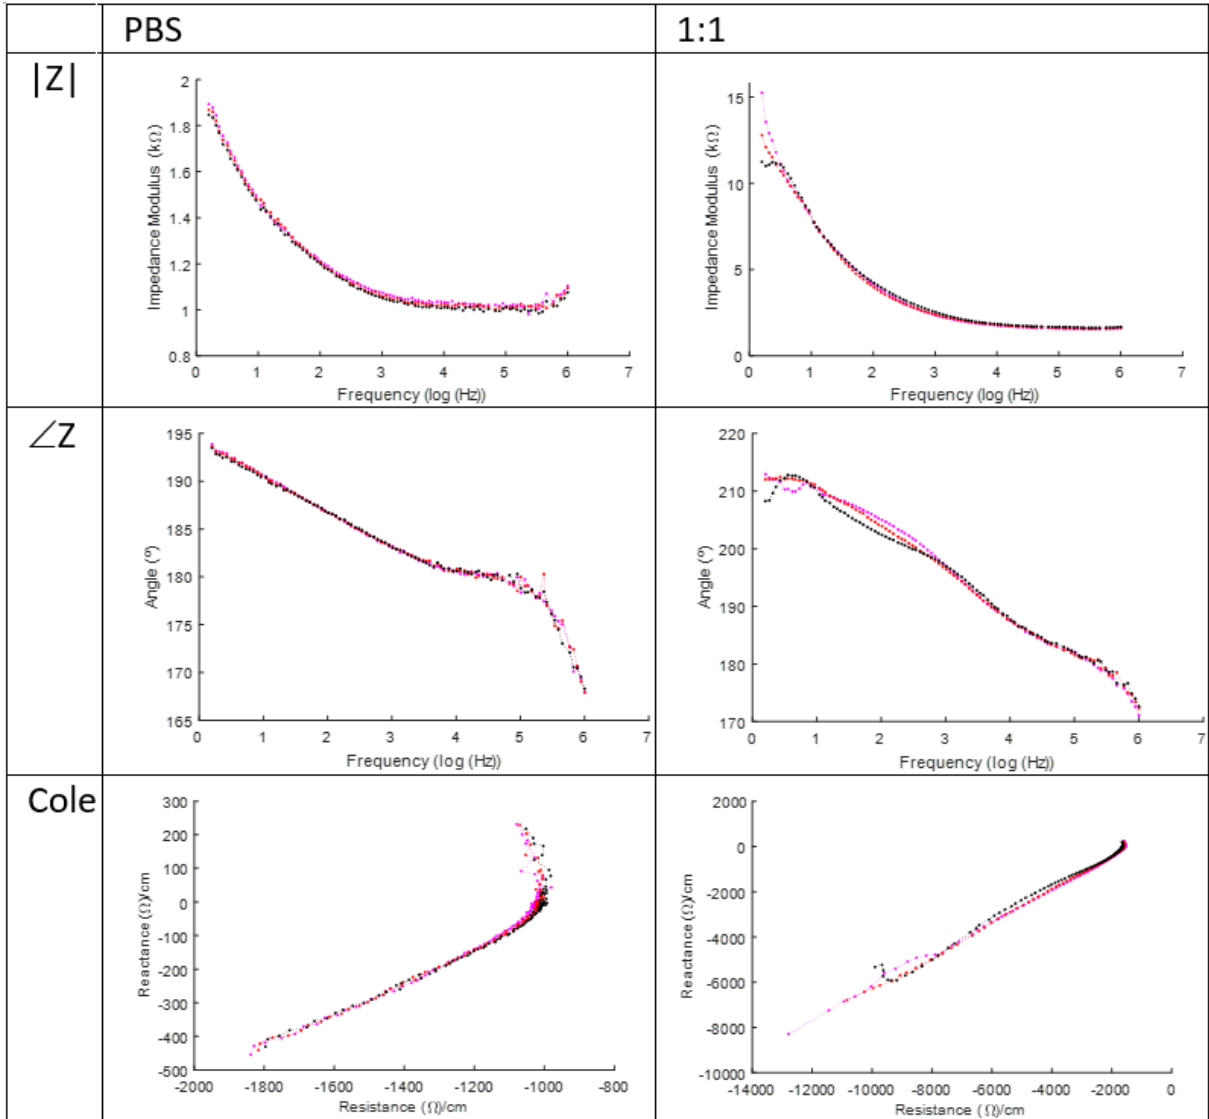 PBS 1:1
|Z|
2
1.8
1.6
1.4
1.2
1
0.8
Impedance Modulus (kΩ)
0 1 2 3 4 5 6 7
Frequency (log (Hz))
15
10
5
0
Impedance Modulus (kΩ)
0 1 2 3 4 5 6 7
Frequency (log (Hz))
∠Z
195
190
185
180
175
170
165
Angle (º)
0 1 2 3 4 5 6 7
Frequency (log (Hz))
220
210
200
190
180
170
Angle (º)
0 1 2 3 4 5 6 7
Frequency (log (Hz))
Cole
300
200
100
0
-100
-200
-300
-400
-500
Reactance (Ω)/cm
-2000 -1800 -1600 -1400 -1200 -1000 -800
Resistance (Ω)/cm
2000
0
-2000
-4000
-6000
-8000
-10000
Reactance (Ω)/cm
-14000 -12000 -10000 -8000 -6000 -4000 -2000 0
Resistance (Ω)/cm